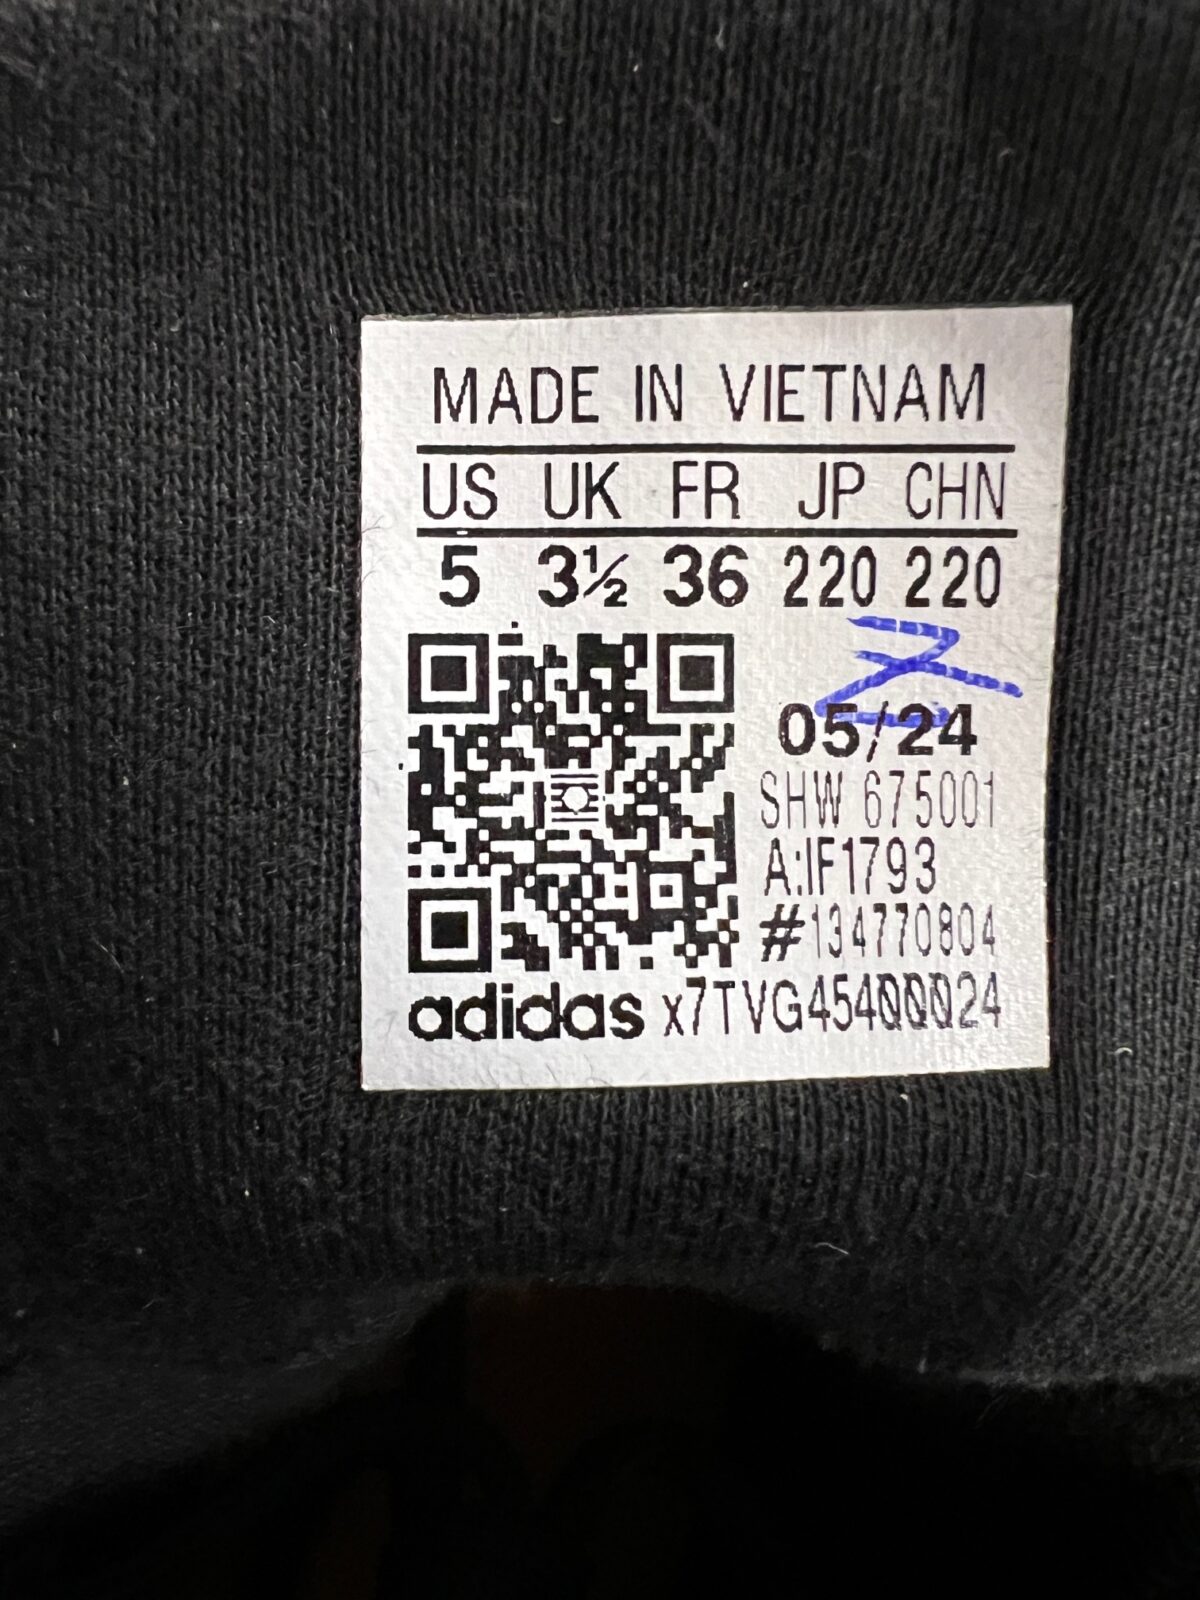 MADE IN VIETNAM
US UK FR JP CHN
5 3½ 36 220 220
05/24
SHW 675001
A:IF1793
#134770804
adidas x7TVG45400024